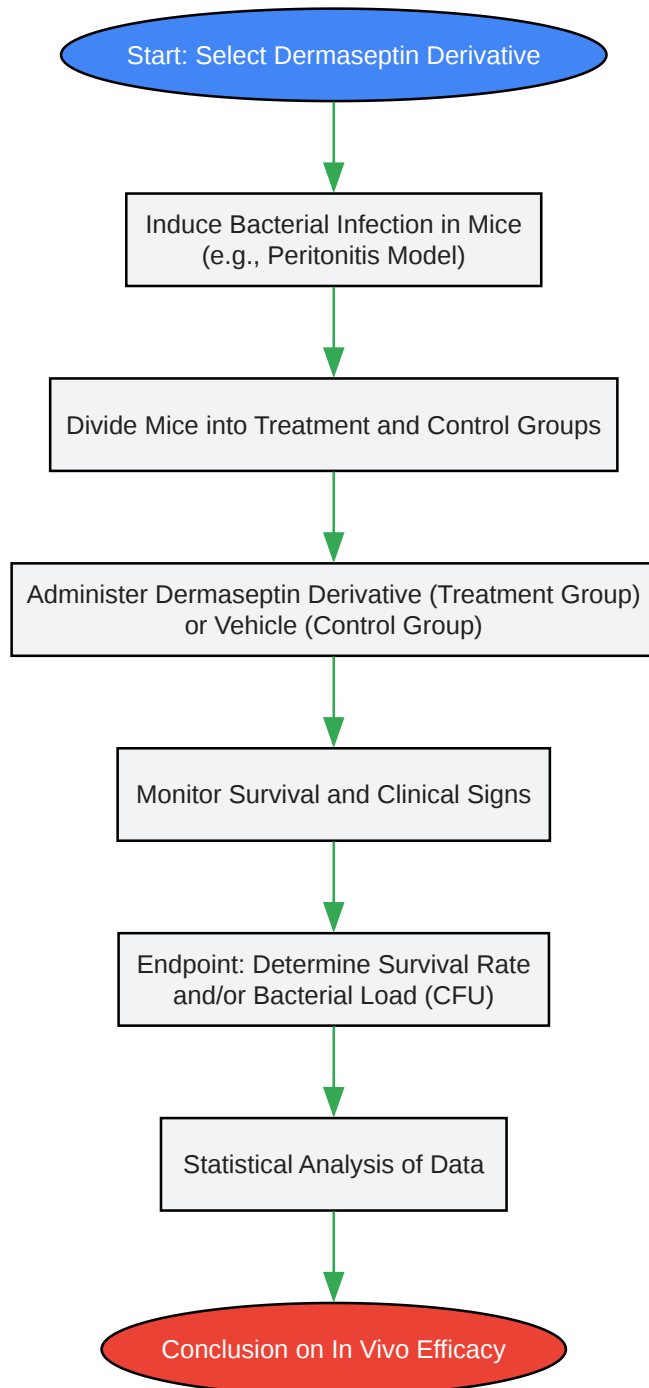 Start: Select Dermaseptin Derivative
Induce Bacterial Infection in Mice
(e.g., Peritonitis Model)
Divide Mice into Treatment and Control Groups
Administer Dermaseptin Derivative (Treatment Group)
or Vehicle (Control Group)
Monitor Survival and Clinical Signs
Endpoint: Determine Survival Rate
and/or Bacterial Load (CFU)
Statistical Analysis of Data
Conclusion on In Vivo Efficacy